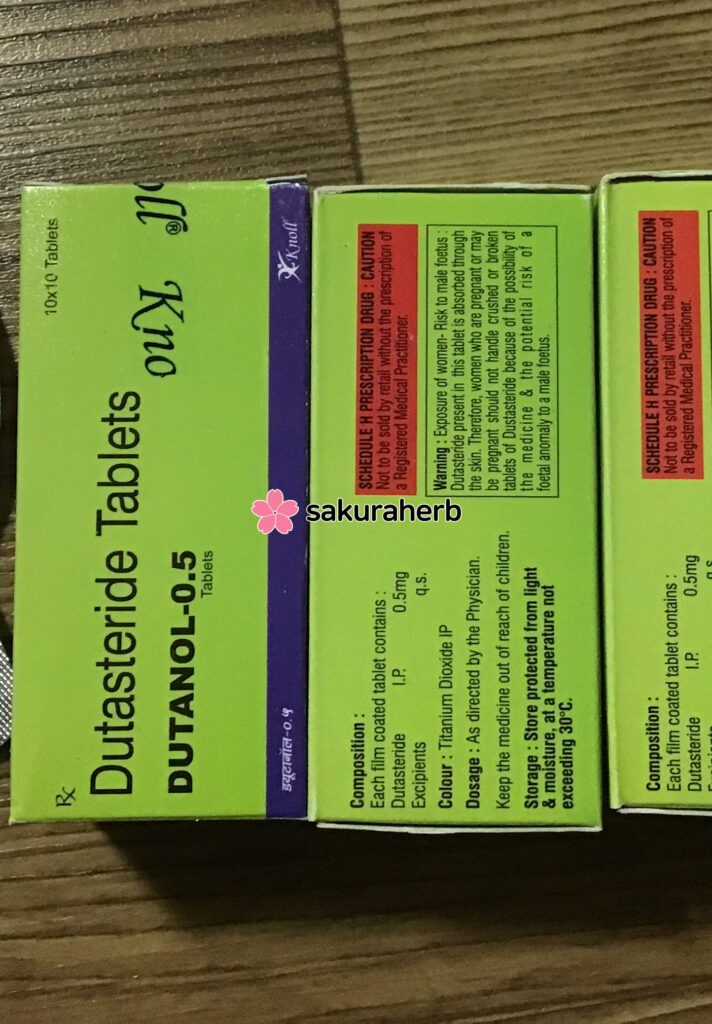 Rx
10x10 Tablets
Dutasteride Tablets
DUTANOL-0.5
Tablets
Kno
oll®
ड्यूटानॉल-०.५
Knoll
Composition :
Each film coated tablet contains :
Dutasteride I.P. 0.5mg
Excipients q.s.
Colour : Titanium Dioxide IP
Dosage : As directed by the Physician.
Keep the medicine out of reach of children.
Storage : Store protected from light
& moisture, at a temperature not
exceeding 30°C.
SCHEDULE H PRESCRIPTION DRUG : CAUTION
Not to be sold by retail without the prescription of
a Registered Medical Practitioner.
Warning : Exposure of women- Risk to male foetus :
Dutasteride present in this tablet is absorbed through
the skin. Therefore, women who are pregnant or may
be pregnant should not handle crushed or broken
tablets of Dustasteride because of the possibility of
the medicine & the potential risk of a
foetal anomaly to a male foetus.
sakuraherb
Composition :
Each film coated tablet contains :
Dutasteride I.P. 0.5mg
SCHEDULE H PRESCRIPTION DRUG : CAUTION
Not to be sold by retail without the prescription of
a Registered Medical Practitioner.